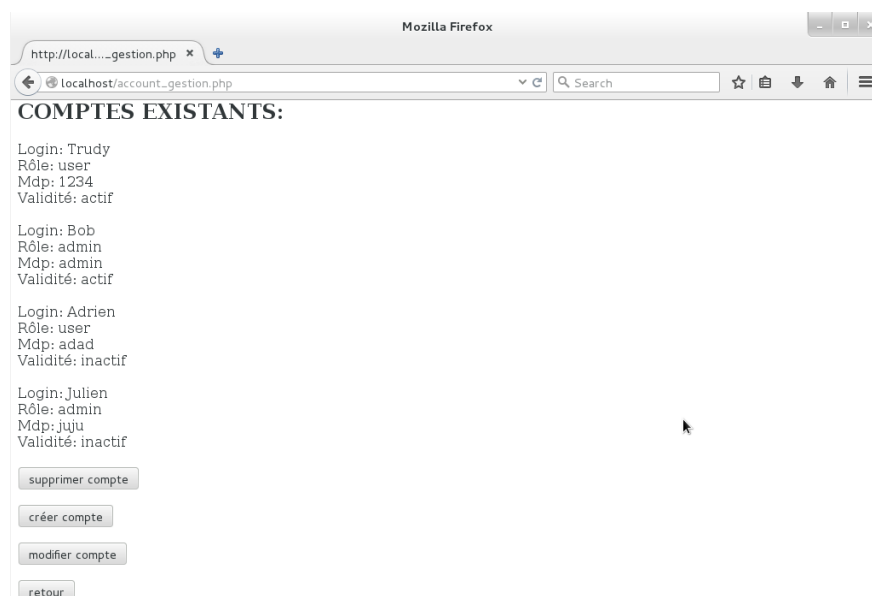 Mozilla Firefox
http://local..._gestion.php
localhost/account_gestion.php
Search
COMPTES EXISTANTS:
Login: Trudy
Rôle: user
Mdp: 1234
Validité: actif
Login: Bob
Rôle: admin
Mdp: admin
Validité: actif
Login: Adrien
Rôle: user
Mdp: adad
Validité: inactif
Login: Julien
Rôle: admin
Mdp: juju
Validité: inactif
supprimer compte
créer compte
modifier compte
retour